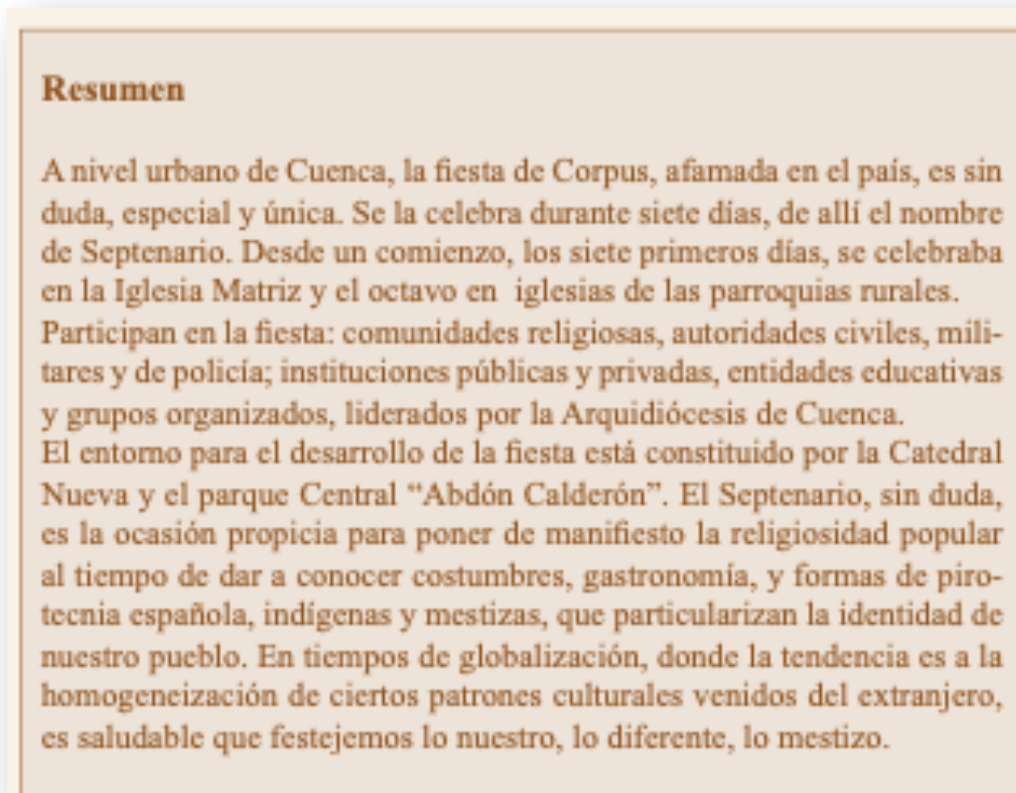 Resumen
A nivel urbano de Cuenca, la fiesta de Corpus, afamada en el país, es sin
duda, especial y única. Se la celebra durante siete días, de allí el nombre
de Septenario. Desde un comienzo, los siete primeros días, se celebraba
en la Iglesia Matriz y el octavo en  iglesias de las parroquias rurales.
Participan en la fiesta: comunidades religiosas, autoridades civiles, mili-
tares y de policía; instituciones públicas y privadas, entidades educativas
y grupos organizados, liderados por la Arquidiócesis de Cuenca.
El entorno para el desarrollo de la fiesta está constituido por la Catedral
Nueva y el parque Central “Abdón Calderón”. El Septenario, sin duda,
es la ocasión propicia para poner de manifiesto la religiosidad popular
al tiempo de dar a conocer costumbres, gastronomía, y formas de piro-
tecnia española, indígenas y mestizas, que particularizan la identidad de
nuestro pueblo. En tiempos de globalización, donde la tendencia es a la
homogeneización de ciertos patrones culturales venidos del extranjero,
es saludable que festejemos lo nuestro, lo diferente, lo mestizo.